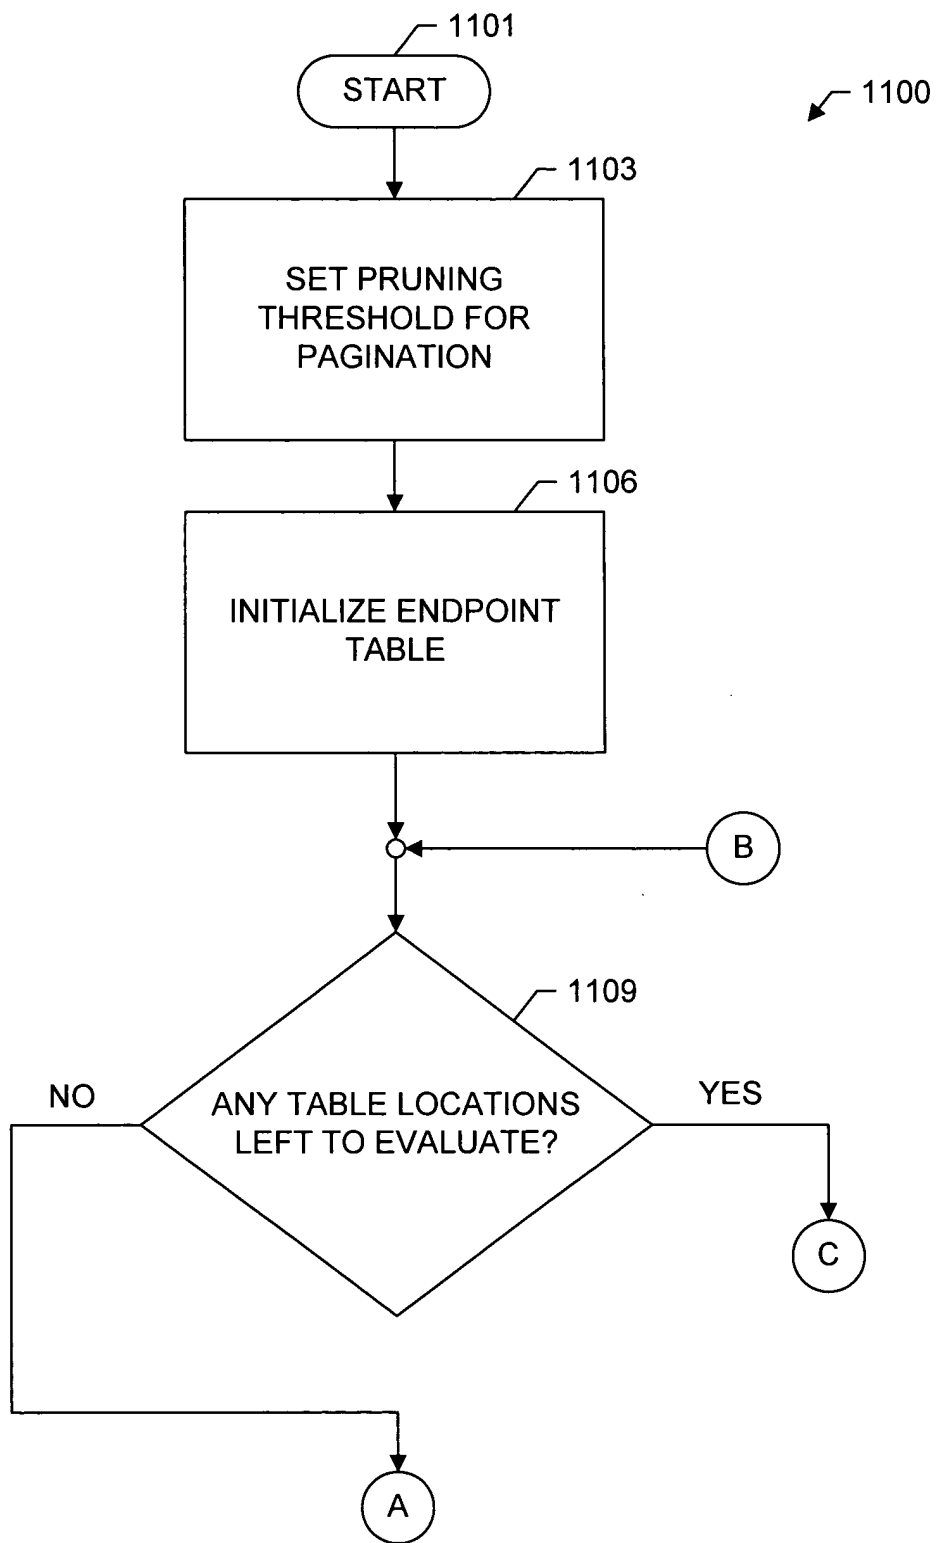 1101
START
1100
1103
SET PRUNING
THRESHOLD FOR
PAGINATION
1106
INITIALIZE ENDPOINT
TABLE
B
1109
NO
YES
ANY TABLE LOCATIONS
LEFT TO EVALUATE?
C
A